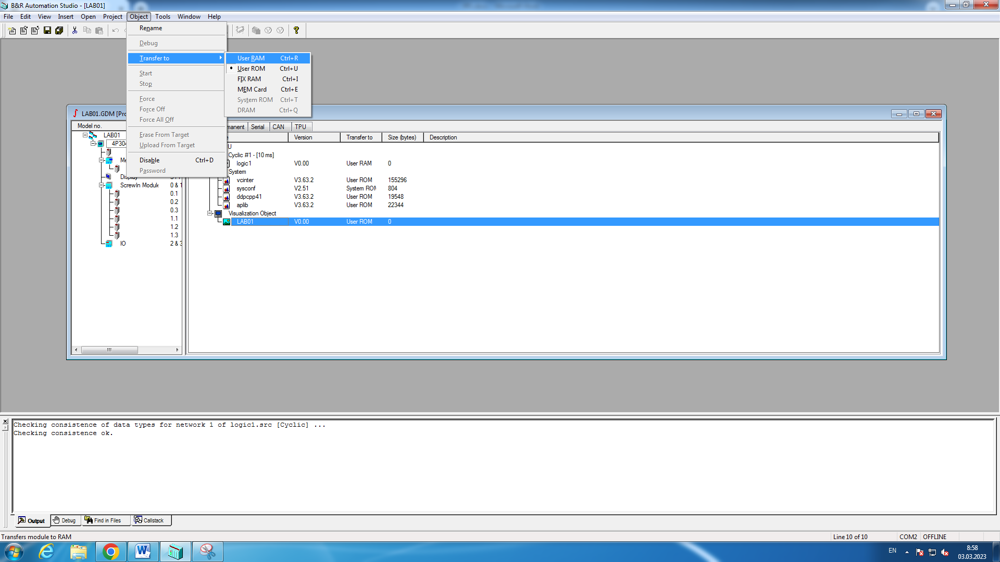 B&R Automation Studio - [LAB01]
File Edit View Insert Open Project Object Tools Window Help
Rename
Debug
Transfer to
Start
Stop
Force
Force Off
Force All Off
Erase From Target
Upload From Target
Disable Ctrl+D
Password
User RAM Ctrl+R
User ROM Ctrl+U
FIX RAM Ctrl+I
MEM Card Ctrl+E
System ROM Ctrl+T
DRAM Ctrl+Q
LAB01.GDM [Pro
Model no.
LAB01
4P304
Me
Display
ScrewIn Module 0 & 1
0.1
0.2
0.3
1.1
1.2
1.3
IO 2 & 3
manent Serial CAN TPU
e Version Transfer to Size (bytes) Description
U
Cyclic #1 - [10 ms]
logic1 V0.00 User RAM 0
System
vcinter V3.63.2 User ROM 155296
sysconf V2.51 System ROM 804
ddpcpp41 V3.63.2 User ROM 19548
aplib V3.63.2 User ROM 22344
Visualization Object
LAB01 V0.00 User ROM 0
Checking consistence of data types for network 1 of logic1.src [Cyclic] ...
Checking consistence ok.
Output Debug Find in Files Callstack
Transfers module to RAM
Line 10 of 10 COM2 OFFLINE
EN
8:58
03.03.2023